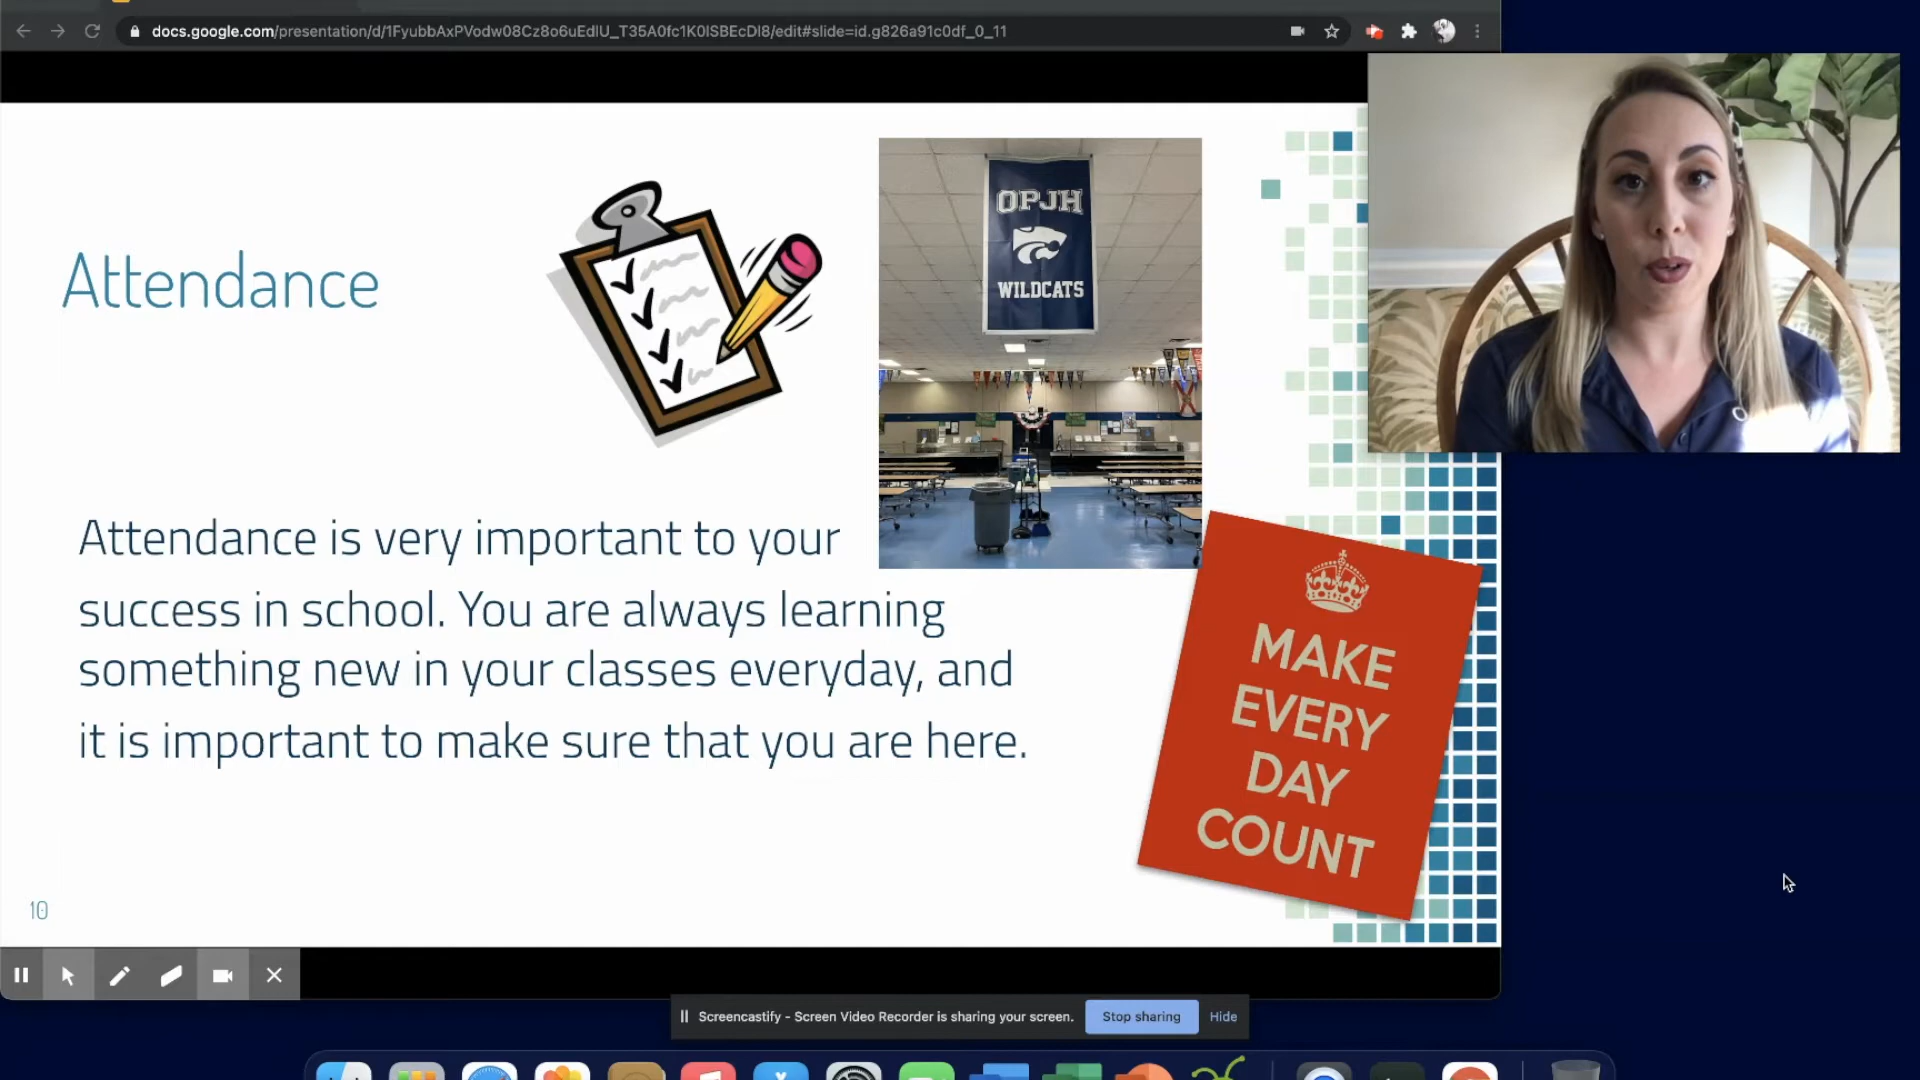 docs.google.com/presentation/d/1FyubbAxPVodw08Cz8o6uEdlU_T35A0fc1K0lSBEcDl8/edit#slide=id.g826a91c0df_0_11
Attendance
OPJH
WILDCATS
Attendance is very important to your
success in school. You are always learning
something new in your classes everyday, and
it is important to make sure that you are here.
MAKE
EVERY
DAY
COUNT
10
Screencastify - Screen Video Recorder is sharing your screen.
Stop sharing
Hide